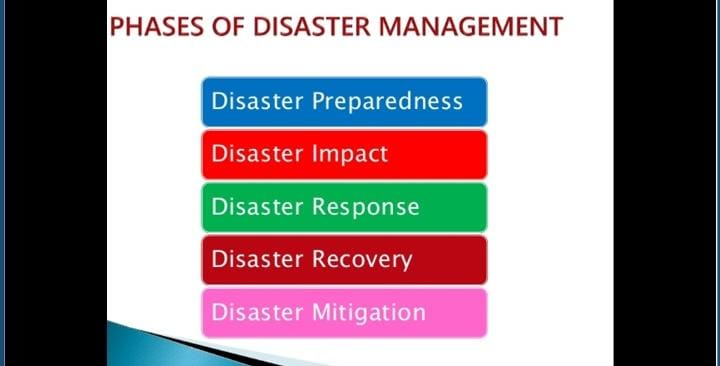 PHASES OF DISASTER MANAGEMENT
Disaster Preparedness
Disaster Impact
Disaster Response
Disaster Recovery
Disaster Mitigation